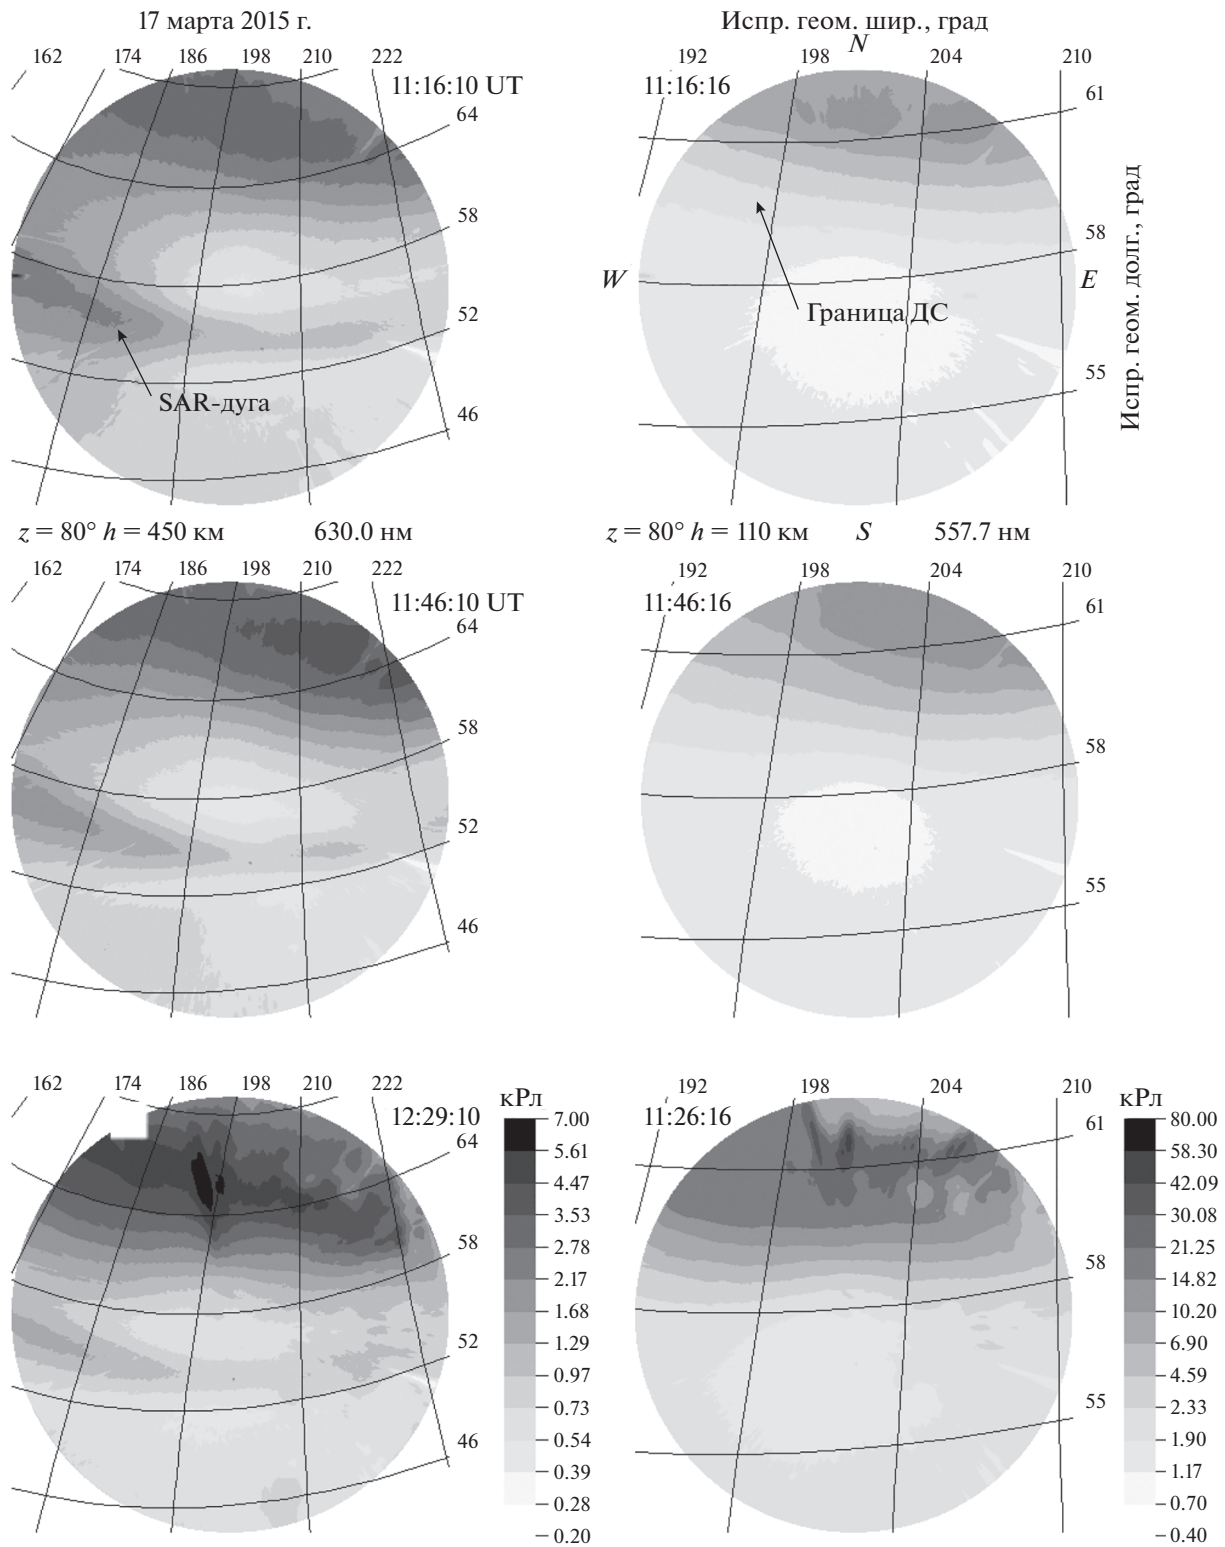 17 марта 2015 г.
Испр. геом. шир., град
N
162 174 186 198 210 222
11:16:10 UT
64
58
52
46
SAR-дуга
192 198 204 210
11:16:16
61
58
55
W
E
Граница ДС
Испр. геом. долг., град
z = 80° h = 450 км 630.0 нм
z = 80° h = 110 км S 557.7 нм
162 174 186 198 210 222
11:46:10 UT
64
58
52
46
192 198 204 210
11:46:16
61
58
55
162 174 186 198 210 222
12:29:10
64
58
52
46
кРл
7.00
5.61
4.47
3.53
2.78
2.17
1.68
1.29
0.97
0.73
0.54
0.39
0.28
0.20
192 198 204 210
11:26:16
61
58
55
кРл
80.00
58.30
42.09
30.08
21.25
14.82
10.20
6.90
4.59
2.33
1.90
1.17
0.70
0.40